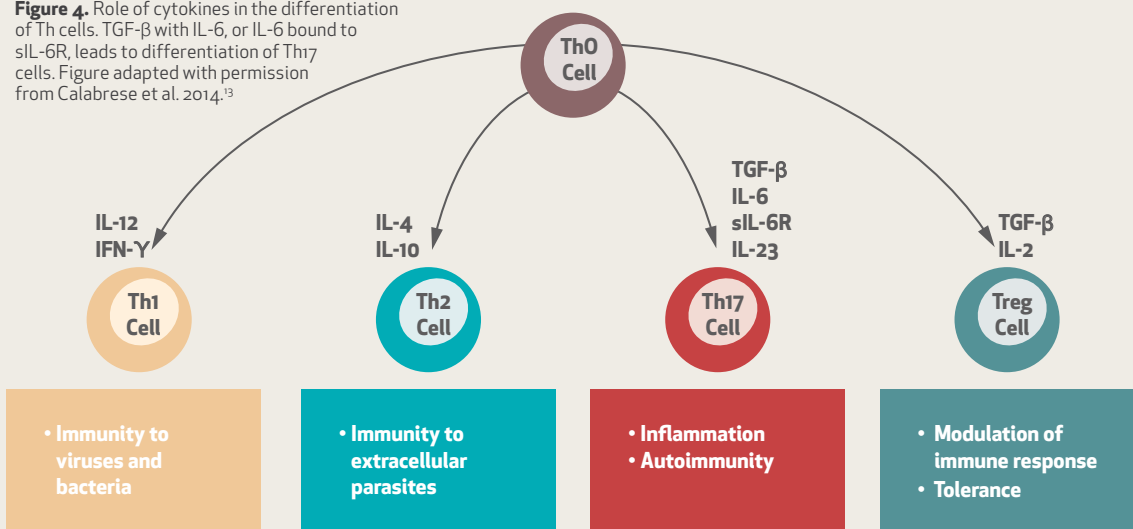 Figure 4. Role of cytokines in the differentiation
of Th cells. TGF-β with IL-6, or IL-6 bound to
sIL-6R, leads to differentiation of Th17
cells. Figure adapted with permission
from Calabrese et al. 2014.¹³
Th0
Cell
IL-12
IFN-γ
IL-4
IL-10
TGF-β
IL-6
sIL-6R
IL-23
TGF-β
IL-2
Th1
Cell
Th2
Cell
Th17
Cell
Treg
Cell
• Immunity to
viruses and
bacteria
• Immunity to
extracellular
parasites
• Inflammation
• Autoimmunity
• Modulation of
immune response
• Tolerance